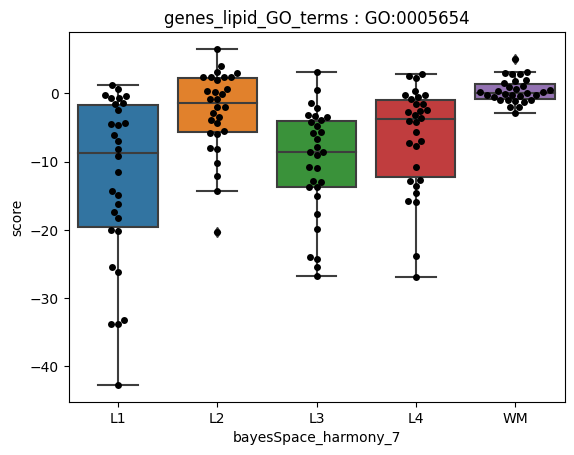 genes_lipid_GO_terms : GO:0005654
score
0
−10
−20
−30
−40
L1 L2 L3 L4 WM
bayesSpace_harmony_7